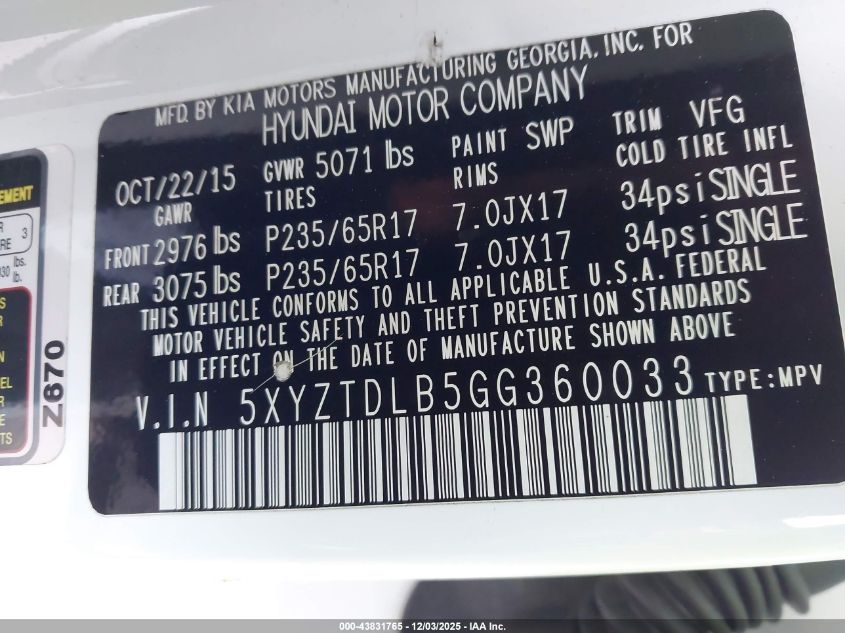 MFD. BY KIA MOTORS MANUFACTURING GEORGIA, INC. FOR
HYUNDAI MOTOR COMPANY
OCT/22/15 GVWR 5071 lbs PAINT SWP TRIM VFG
GAWR TIRES RIMS COLD TIRE INFL
FRONT 2976 lbs P235/65R17 7.0JX17 34psi SINGLE
REAR 3075 lbs P235/65R17 7.0JX17 34psi SINGLE
THIS VEHICLE CONFORMS TO ALL APPLICABLE U.S.A. FEDERAL
MOTOR VEHICLE SAFETY AND THEFT PREVENTION STANDARDS
IN EFFECT ON THE DATE OF MANUFACTURE SHOWN ABOVE
V.I.N 5XYZTDLB5GG360033 TYPE:MPV
3
lbs.
lb.
Z670
000-43831765 - 12/03/2025 - IAA Inc.